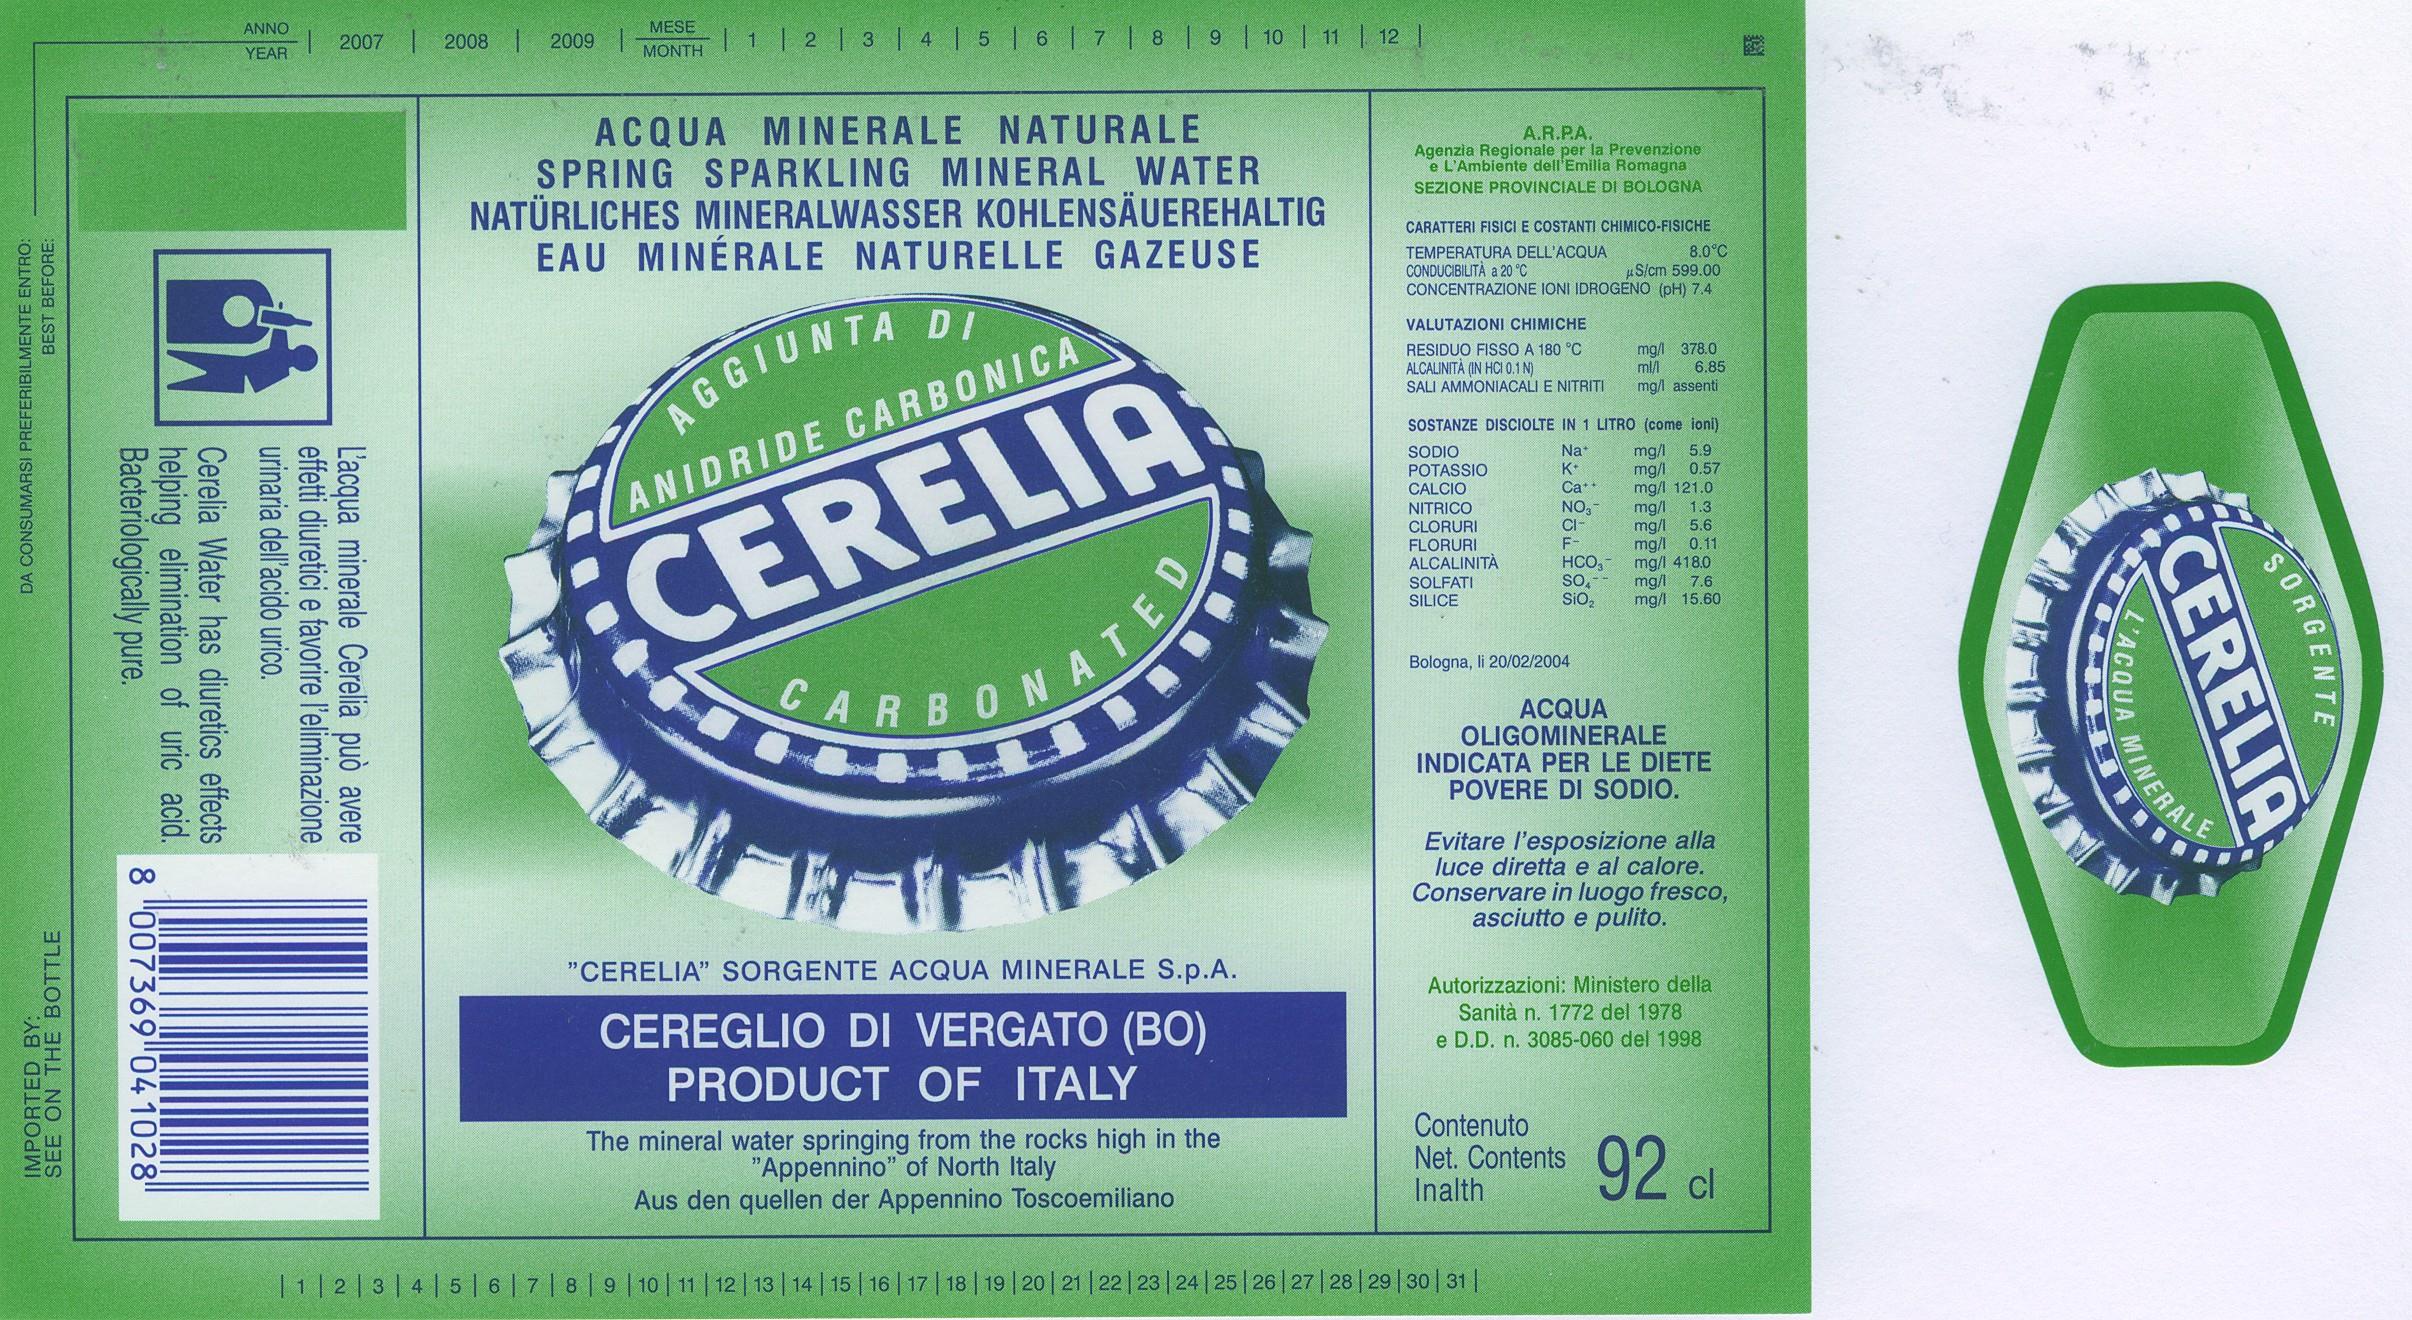 ANNO
YEAR
2007 2008 2009
MESE
MONTH
1 2 3 4 5 6 7 8 9 10 11 12
DA CONSUMARSI PREFERIBILMENTE ENTRO:
BEST BEFORE:
IMPORTED BY:
SEE ON THE BOTTLE
L'acqua minerale Cerelia può avere
effetti diuretici e favorire l'eliminazione
urinaria dell'acido urico.
Cerelia Water has diuretics effects
helping elimination of uric acid.
Bacteriologically pure.
8 007369 041028
ACQUA MINERALE NATURALE
SPRING SPARKLING MINERAL WATER
NATÜRLICHES MINERALWASSER KOHLENSÄUEREHALTIG
EAU MINÉRALE NATURELLE GAZEUSE
AGGIUNTA DI
ANIDRIDE CARBONICA
CERELIA
CARBONATED
"CERELIA" SORGENTE ACQUA MINERALE S.p.A.
CEREGLIO DI VERGATO (BO)
PRODUCT OF ITALY
The mineral water springing from the rocks high in the
"Appennino" of North Italy
Aus den quellen der Appennino Toscoemiliano
A.R.P.A.
Agenzia Regionale per la Prevenzione
e L'Ambiente dell'Emilia Romagna
SEZIONE PROVINCIALE DI BOLOGNA
CARATTERI FISICI E COSTANTI CHIMICO-FISICHE
TEMPERATURA DELL'ACQUA 8.0°C
CONDUCIBILITÀ a 20 °C µS/cm 599.00
CONCENTRAZIONE IONI IDROGENO (pH) 7.4
VALUTAZIONI CHIMICHE
RESIDUO FISSO A 180 °C mg/l 378.0
ALCALINITÀ (IN HCl 0.1 N) ml/l 6.85
SALI AMMONIACALI E NITRITI mg/l assenti
SOSTANZE DISCIOLTE IN 1 LITRO (come ioni)
SODIO Na⁺ mg/l 5.9
POTASSIO K⁺ mg/l 0.57
CALCIO Ca⁺⁺ mg/l 121.0
NITRICO NO₃⁻ mg/l 1.3
CLORURI Cl⁻ mg/l 5.6
FLORURI F⁻ mg/l 0.11
ALCALINITÀ HCO₃⁻ mg/l 418.0
SOLFATI SO₄⁻⁻ mg/l 7.6
SILICE SiO₂ mg/l 15.60
Bologna, li 20/02/2004
ACQUA
OLIGOMINERALE
INDICATA PER LE DIETE
POVERE DI SODIO.
Evitare l'esposizione alla
luce diretta e al calore.
Conservare in luogo fresco,
asciutto e pulito.
Autorizzazioni: Ministero della
Sanità n. 1772 del 1978
e D.D. n. 3085-060 del 1998
Contenuto
Net. Contents
Inalth
92 cl
1 2 3 4 5 6 7 8 9 10 11 12 13 14 15 16 17 18 19 20 21 22 23 24 25 26 27 28 29 30 31
SORGENTE
CERELIA
L'ACQUA MINERALE